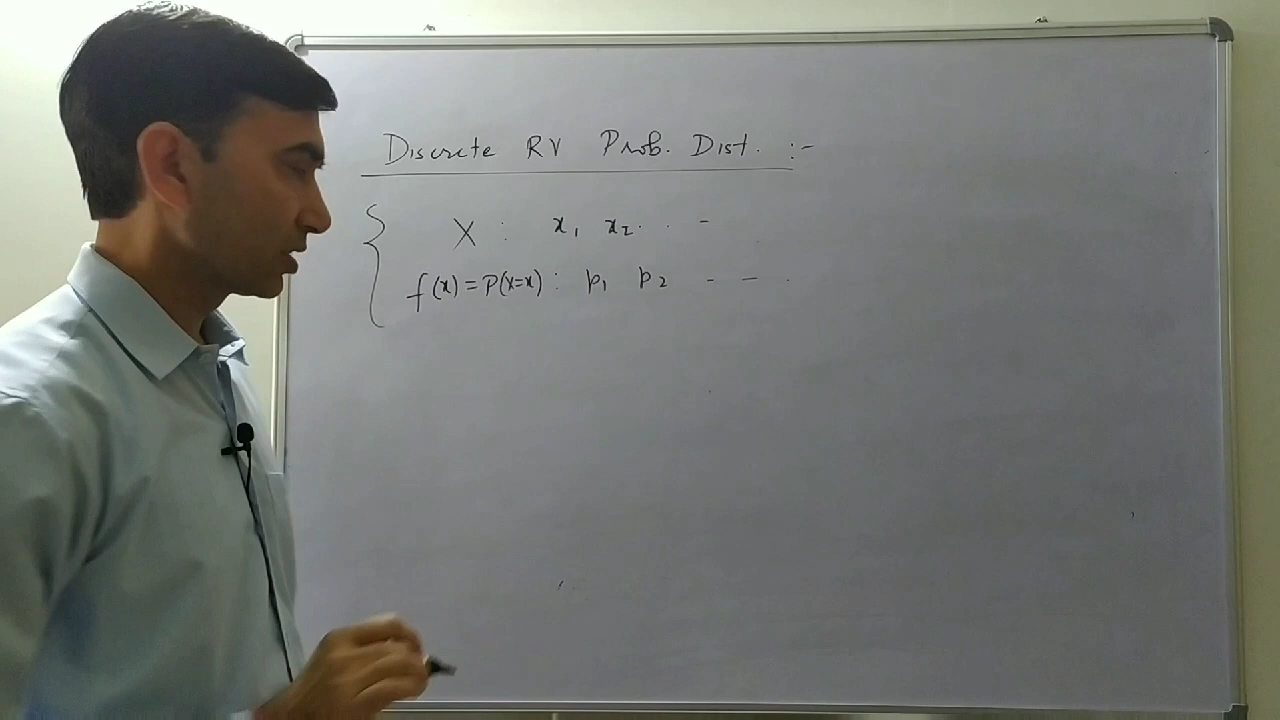 Discrete RV Prob. Dist. :-
X : x₁ x₂ . . -
f(x) = P(X=x) : p₁ p₂ - - .